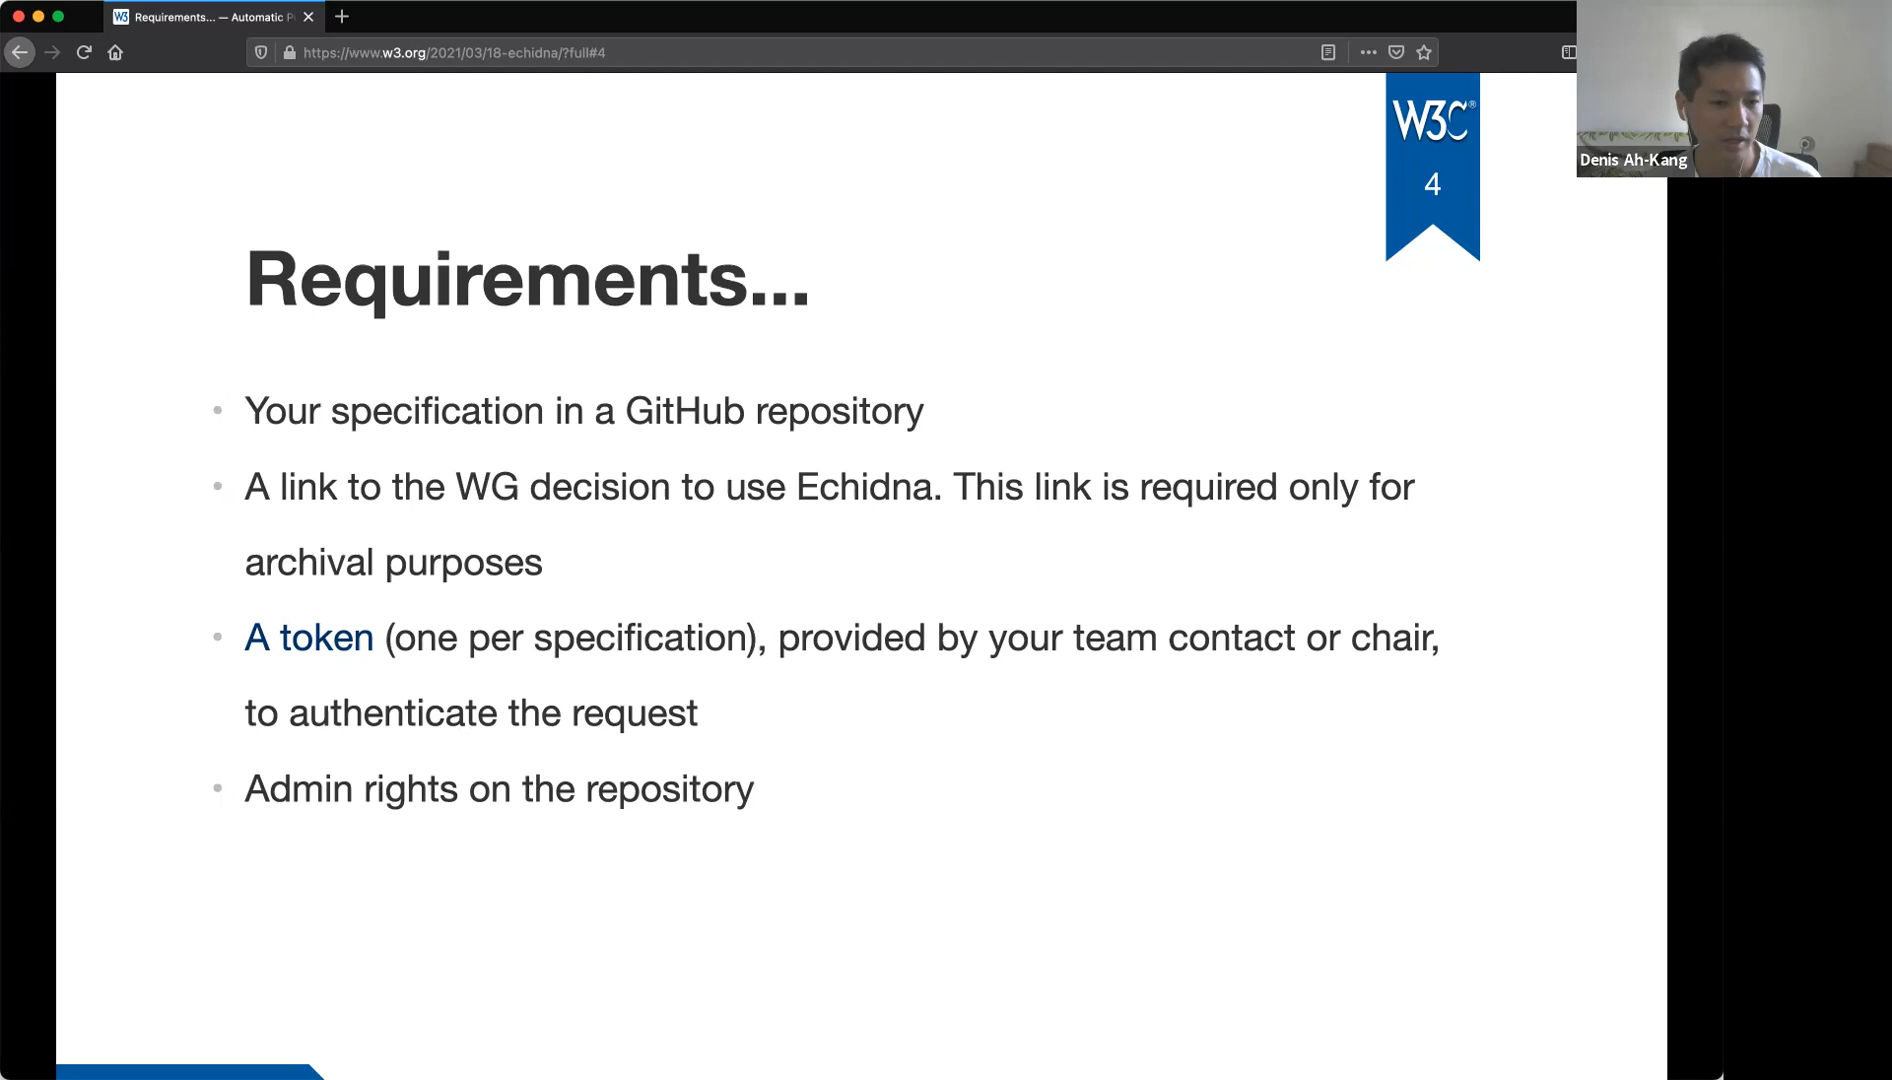 Requirements... — Automatic P
https://www.w3.org/2021/03/18-echidna/?full#4
W3C®
4
Denis Ah-Kang
Requirements...
• Your specification in a GitHub repository
• A link to the WG decision to use Echidna. This link is required only for
archival purposes
• A token (one per specification), provided by your team contact or chair,
to authenticate the request
• Admin rights on the repository